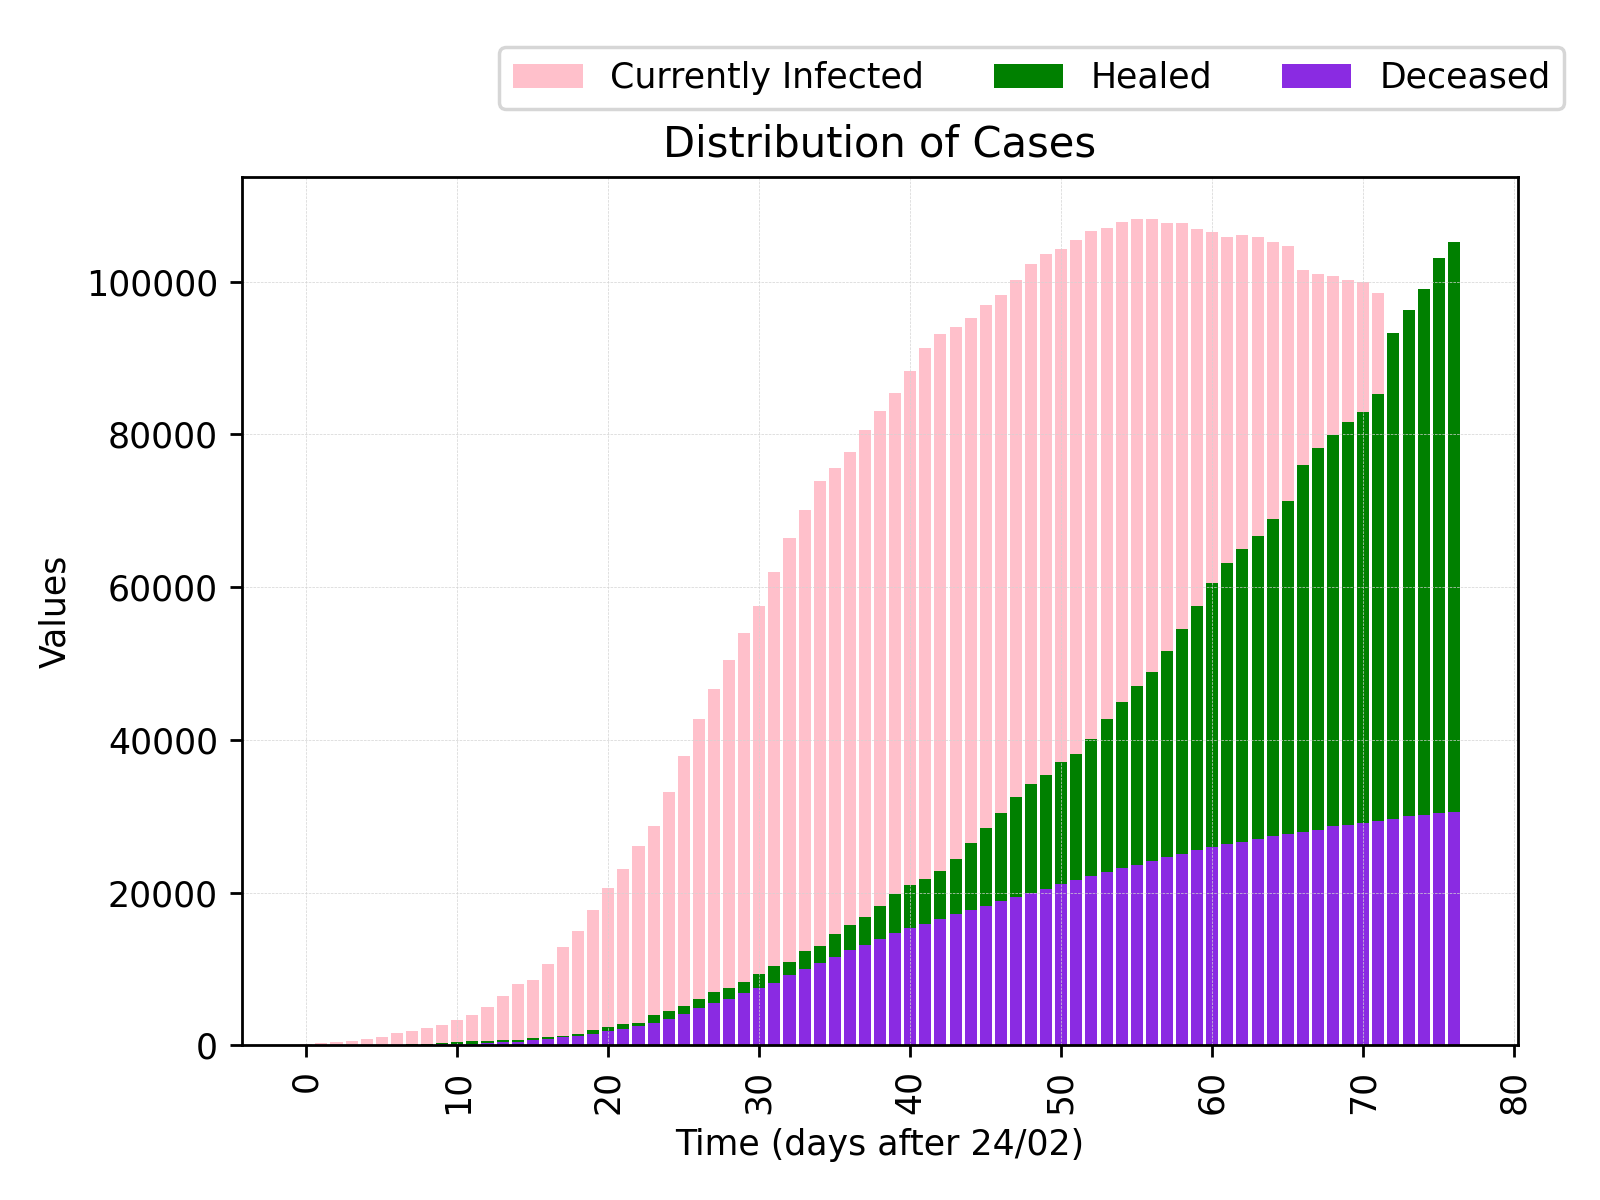 Currently Infected Healed Deceased
Distribution of Cases
Values
100000
80000
60000
40000
20000
0
0 10 20 30 40 50 60 70 80
Time (days after 24/02)